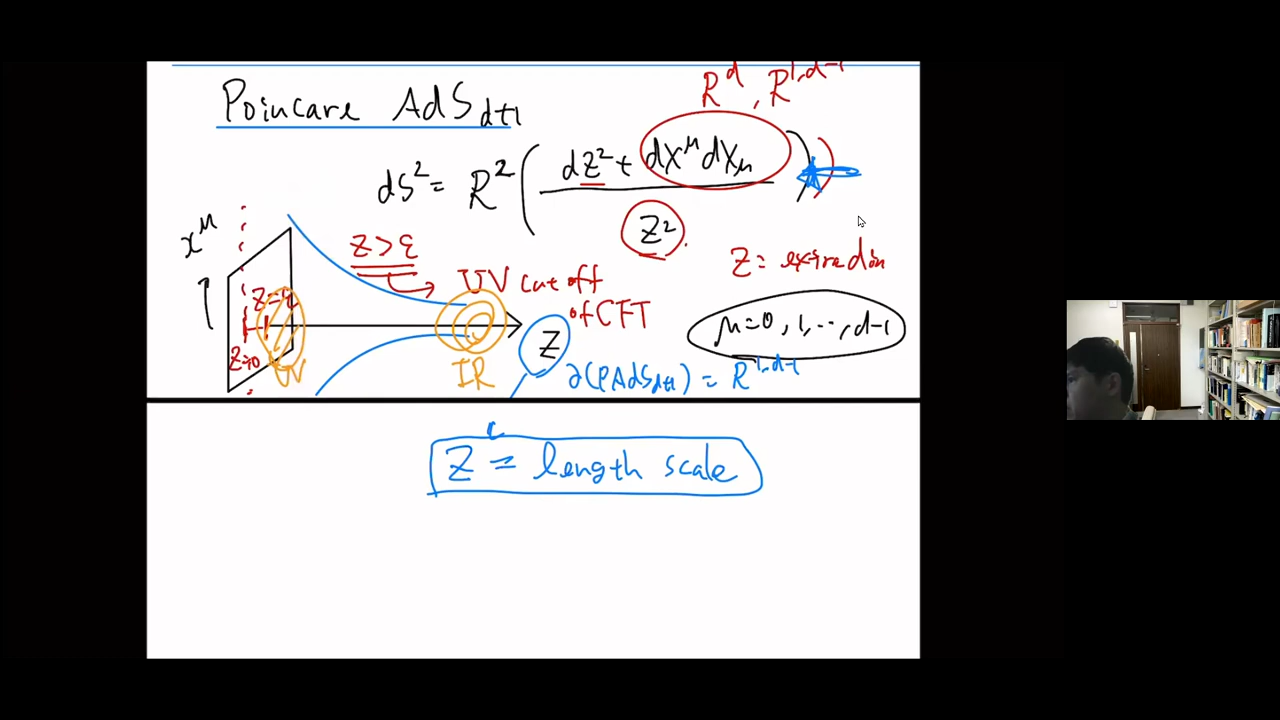 R^d, R^{1,d-1}
Poincare AdS_{d+1}
ds² = R² ( dz² + dx^μ dx_μ / z² )
x^μ
z > ε
UV cut off
of CFT
z = extra dim
z=ε
z=0
UV
IR
z
μ=0, 1, ..., d-1
∂(PAdS_{d+1}) = R^{1,d-1}
z = length scale